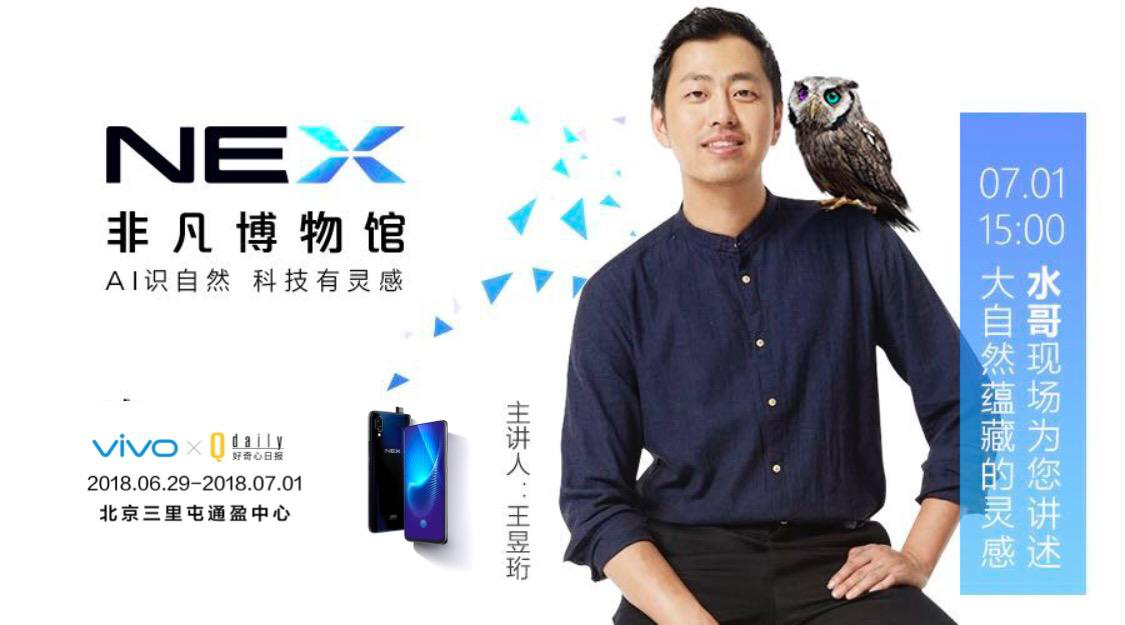 NEX
非凡博物馆
AI识自然 科技有灵感
vivo × Q daily
好奇心日报
2018.06.29-2018.07.01
北京三里屯通盈中心
NEX
主讲人：王昱珩
07.01
15:00
水哥现场为您讲述
大自然蕴藏的灵感